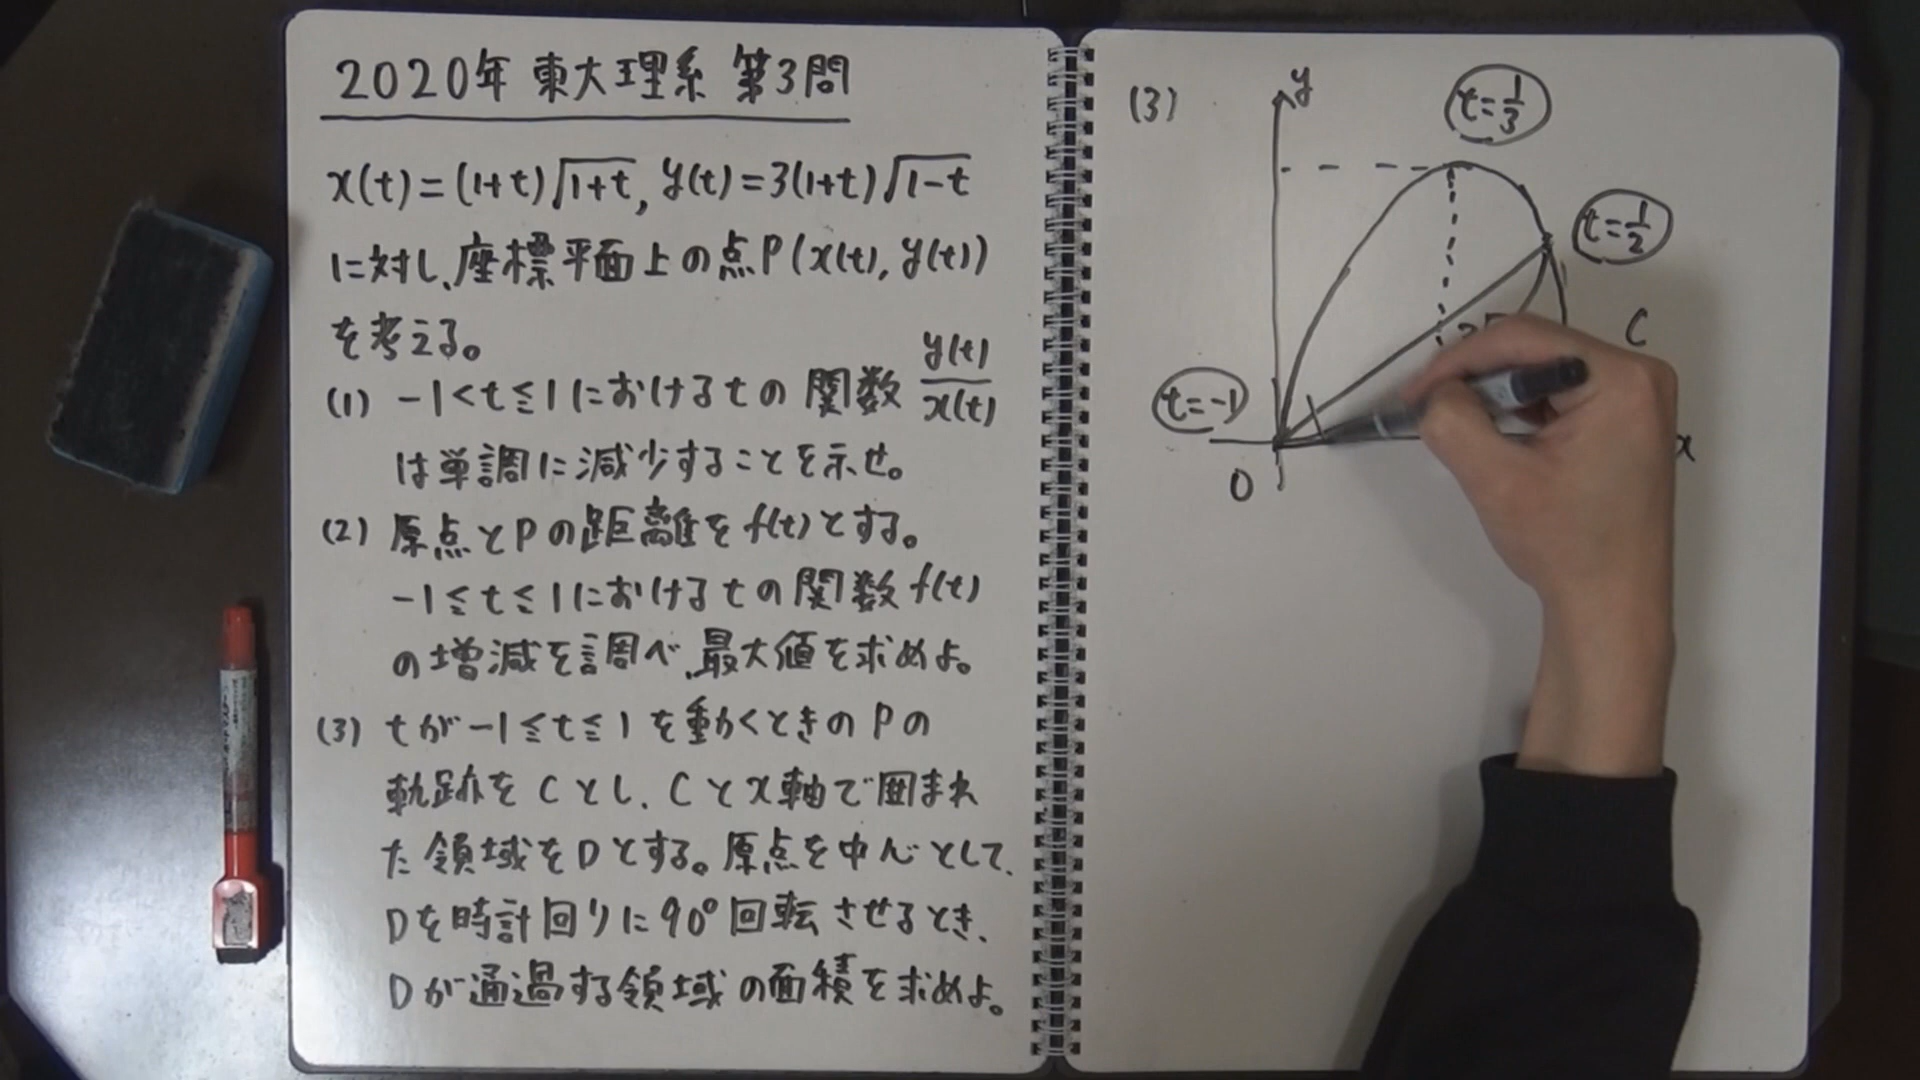 2020年 東大理系 第3問
x(t)=(1+t)√1+t, y(t)=3(1+t)√1-t
に対し、座標平面上の点P(x(t), y(t))
を考える。
(1) -1<t≦1におけるtの関数 y(t)/x(t)
は単調に減少することを示せ。
(2) 原点とPの距離をf(t)とする。
-1≦t≦1におけるtの関数f(t)
の増減を調べ、最大値を求めよ。
(3) tが-1≦t≦1を動くときのPの
軌跡をCとし、Cとx軸で囲まれ
た領域をDとする。原点を中心として、
Dを時計回りに90°回転させるとき、
Dが通過する領域の面積を求めよ。
(3)
y
t=1/3
t=1/2
C
t=-1
x
O